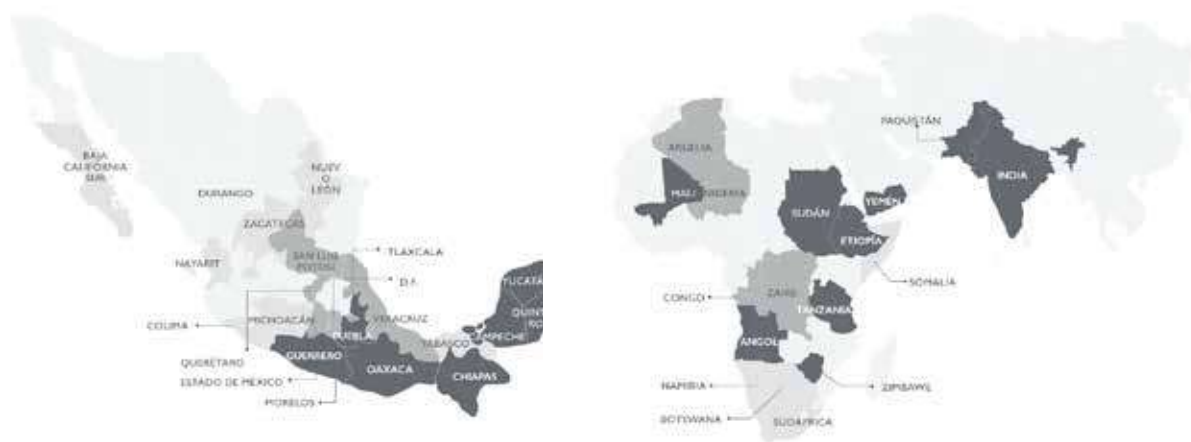 BAJA
CALIFORNIA
SUR
NUEV
O
LEÓN
DURANGO
ZACATECAS
SAN LUIS
POTOSÍ
TLAXCALA
NAYARIT
D.F.
YUCATÁ
QUINT
RO
COLIMA
MICHOACÁN
VERACRUZ
CAMPECHE
PUEBLA
TABASCO
GUERRERO
QUERÉTARO
OAXACA
CHIAPAS
ESTADO DE MÉXICO
MORELOS
PAQUISTÁN
ARGELIA
INDIA
MALI
YEMEN
SUDÁN
ETIOPÍA
SOMALIA
CONGO
ZAIRE
TANZANIA
ANGOL
NAMIBIA
ZIMBAWE
BOTSWANA
SUDÁFRICA